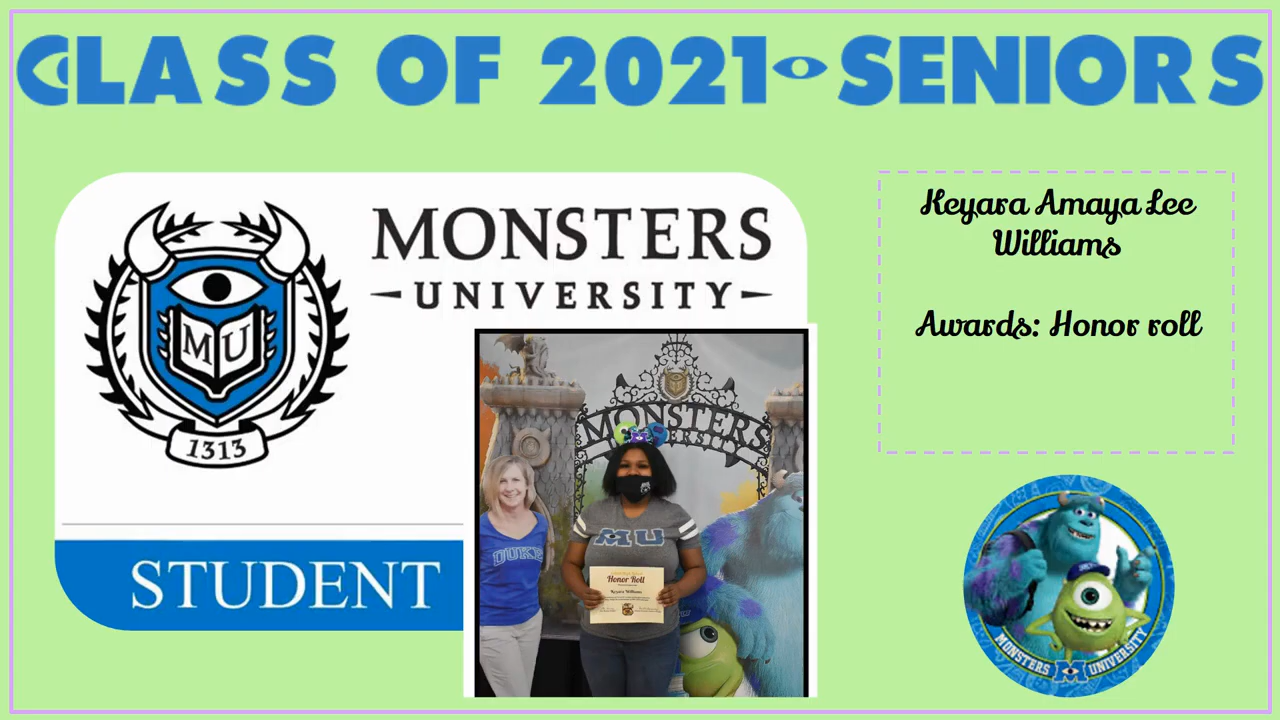 CLASS OF 2021 SENIORS
MONSTERS
UNIVERSITY
MU
1313
STUDENT
Keyara Amaya Lee
Williams
Awards: Honor roll
MONSTERS
UNIVERSITY
DUKE
MU
Honor Roll
Keyara Williams
MONSTERS M UNIVERSITY